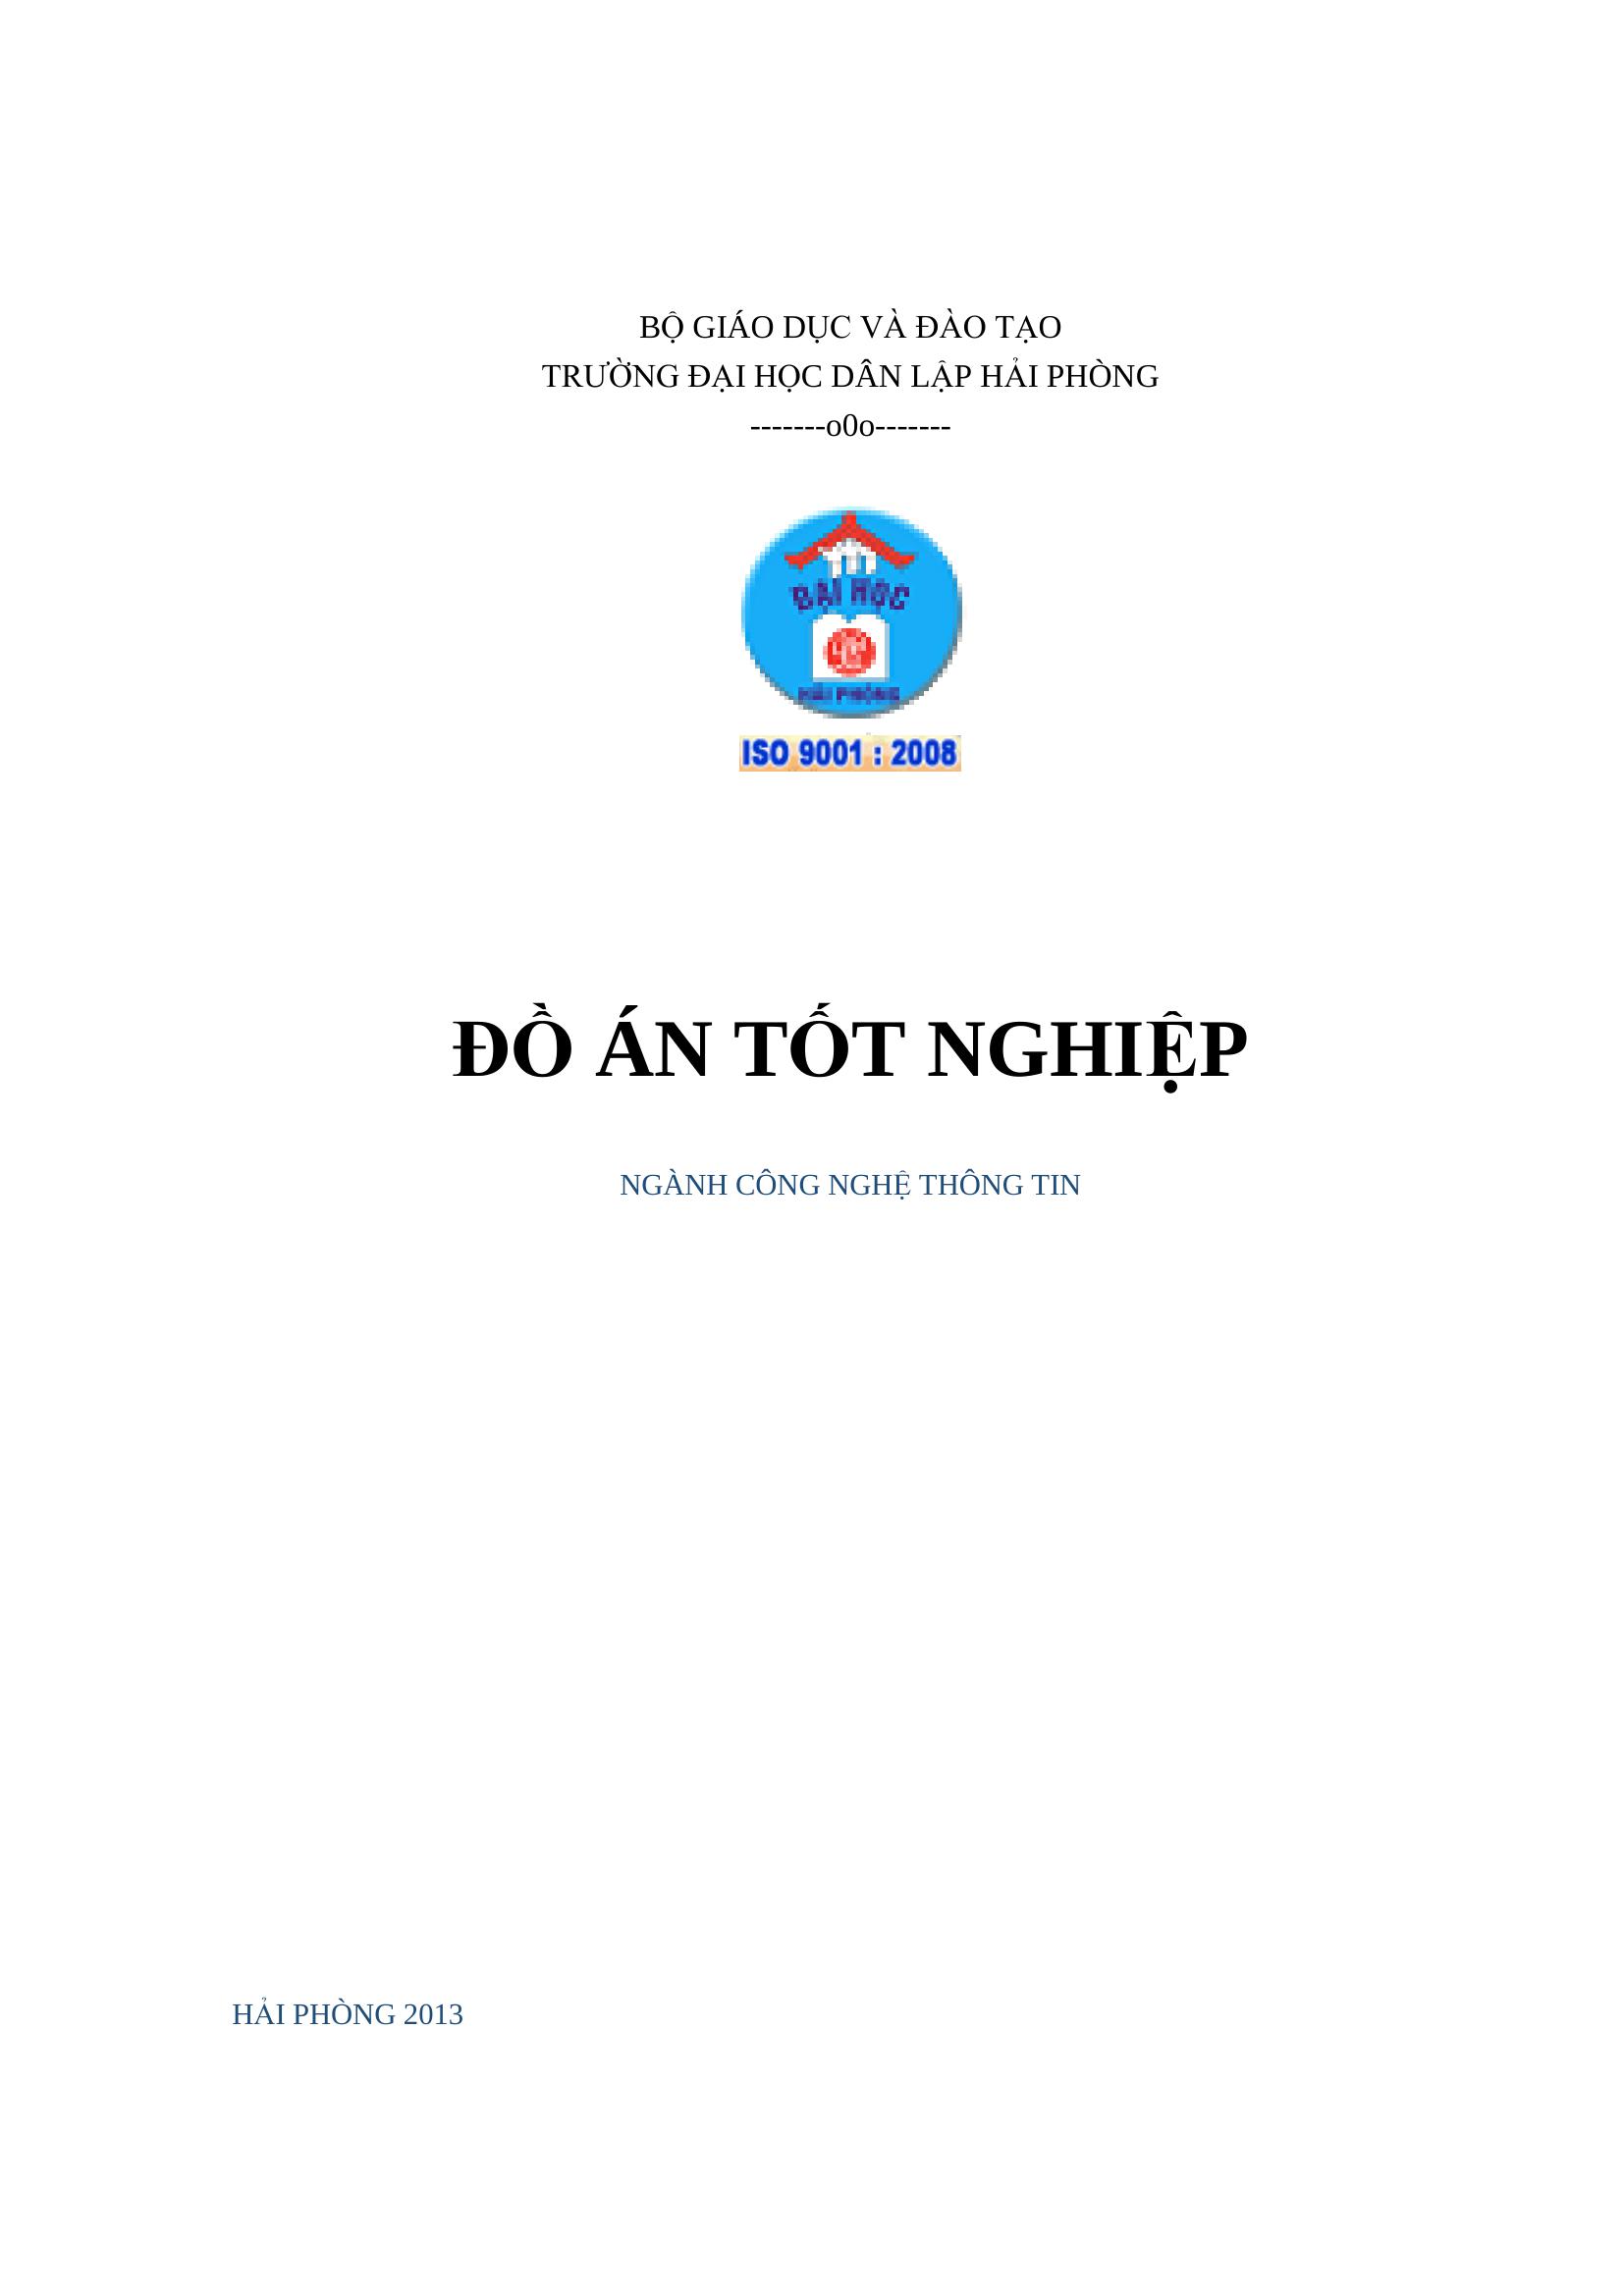 BỘ GIÁO DỤC VÀ ĐÀO TẠO
TRƯỜNG ĐẠI HỌC DÂN LẬP HẢI PHÒNG
-------o0o-------
ĐẠI HỌC
HẢI PHÒNG
ISO 9001 : 2008
ĐỒ ÁN TỐT NGHIỆP
NGÀNH CÔNG NGHỆ THÔNG TIN
HẢI PHÒNG 2013